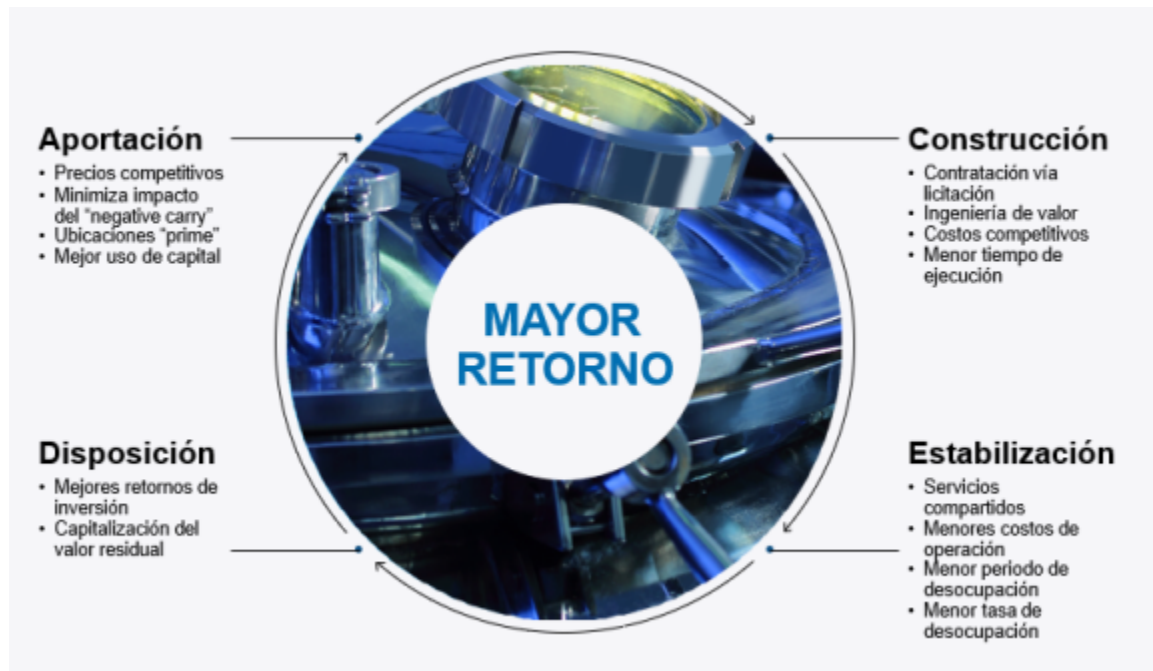 Aportación
• Precios competitivos
• Minimiza impacto
del “negative carry”
• Ubicaciones “prime”
• Mejor uso de capital
Construcción
• Contratación vía
licitación
• Ingeniería de valor
• Costos competitivos
• Menor tiempo de
ejecución
MAYOR
RETORNO
Disposición
• Mejores retornos de
inversión
• Capitalización del
valor residual
Estabilización
• Servicios
compartidos
• Menores costos de
operación
• Menor periodo de
desocupación
• Menor tasa de
desocupación